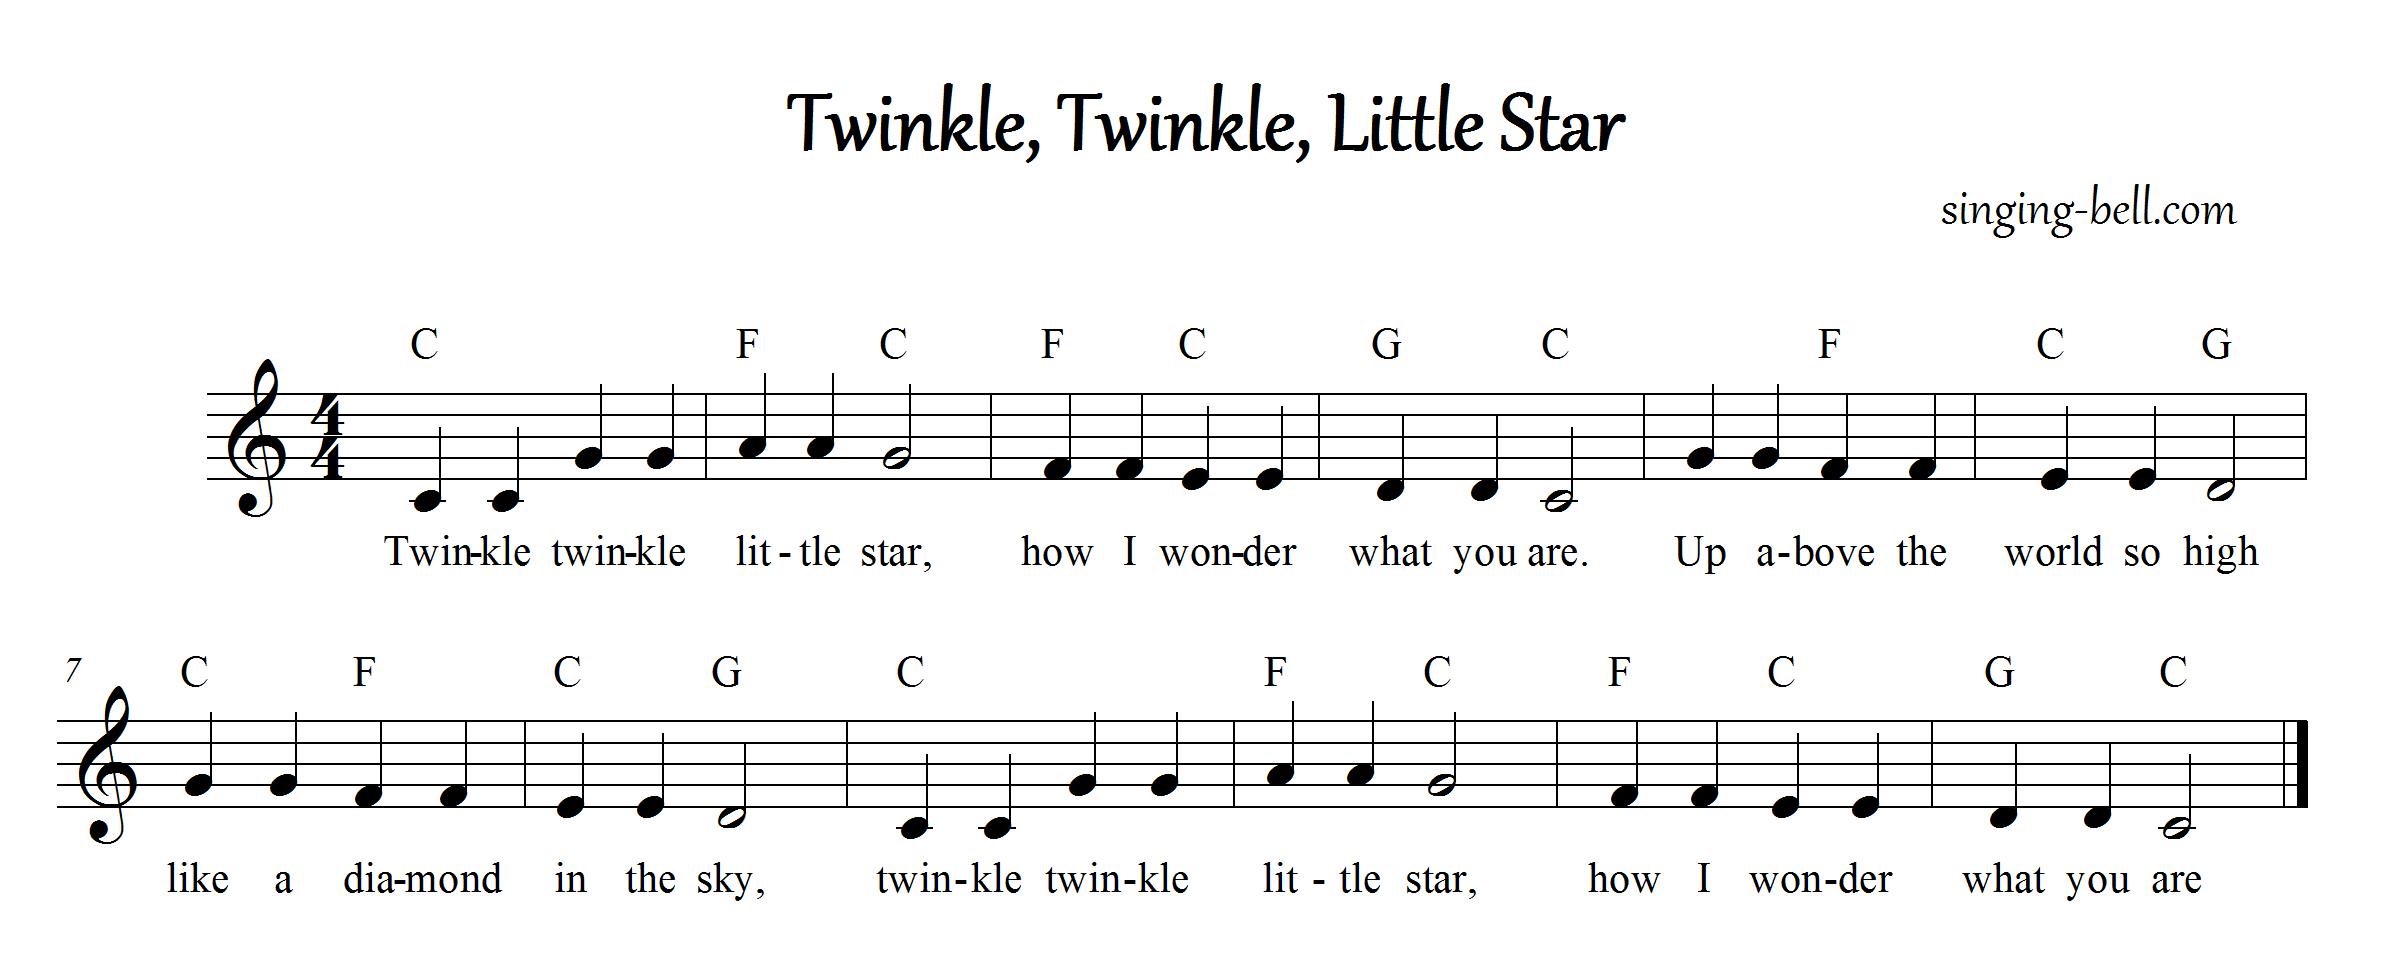 Twinkle, Twinkle, Little Star
singing-bell.com
C F C F C G C F C G
4
4
Twin-kle twin-kle lit-tle star, how I won-der what you are. Up a-bove the world so high
7 C F C G C F C F C G C
like a dia-mond in the sky, twin-kle twin-kle lit-tle star, how I won-der what you are